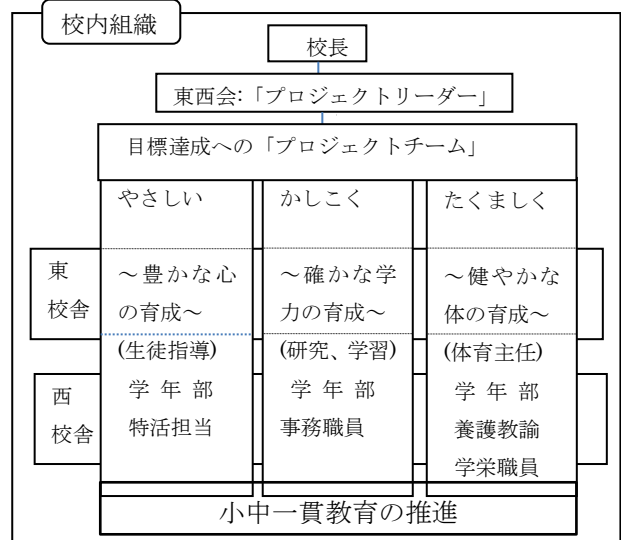 校内組織
校長
東西会:「プロジェクトリーダー」
目標達成への「プロジェクトチーム」
やさしい
かしこく
たくましく
東
校舎
～豊かな心
の育成～
～確かな学
力の育成～
～健やかな
体の育成～
西
校舎
(生徒指導)
学年部
特活担当
(研究、学習)
学年部
事務職員
(体育主任)
学年部
養護教諭
学栄職員
小中一貫教育の推進